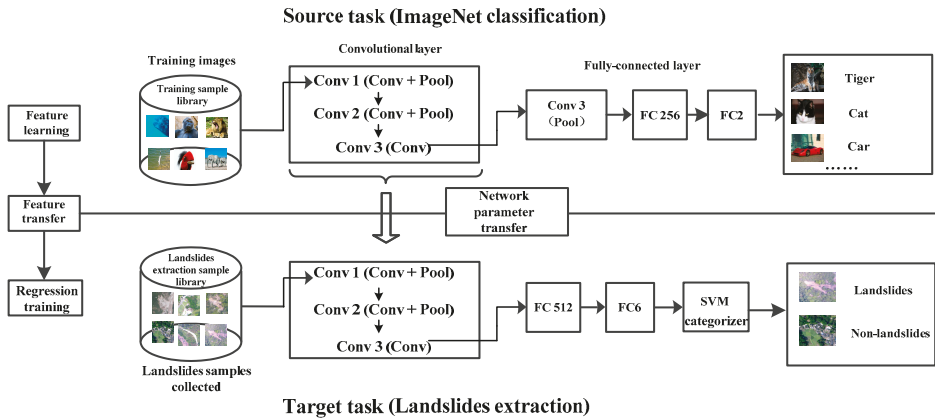 Source task (ImageNet classification)
Training images
Training sample
library
Convolutional layer
Conv 1 (Conv + Pool)
Conv 2 (Conv + Pool)
Conv 3 (Conv)
Fully-connected layer
Conv 3
(Pool)
FC 256
FC2
Tiger
Cat
Car
……
Feature
learning
Feature
transfer
Regression
training
Network
parameter
transfer
Landslides
extraction sample
library
Landslides samples
collected
Conv 1 (Conv + Pool)
Conv 2 (Conv + Pool)
Conv 3 (Conv)
FC 512
FC6
SVM
categorizer
Landslides
Non-landslides
Target task (Landslides extraction)